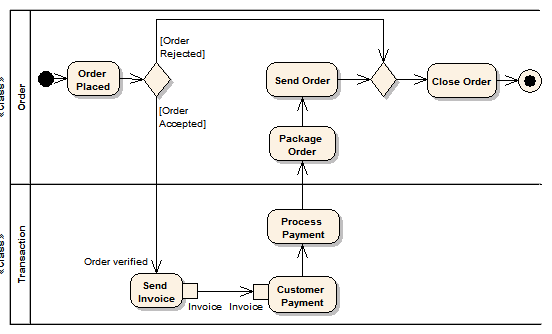 «class»
Order
[Order
Rejected]
Order
Placed
[Order
Accepted]
Send Order
Close Order
Package
Order
«class»
Transaction
Process
Payment
Order verified
Send
Invoice
Invoice
Invoice
Customer
Payment